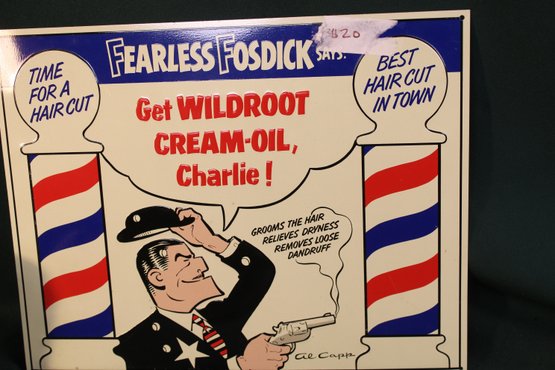 FEARLESS FOSDICK SAYS:
$20
TIME
FOR A
HAIR CUT
BEST
HAIR CUT
IN TOWN
Get WILDROOT
CREAM-OIL,
Charlie!
GROOMS THE HAIR
RELIEVES DRYNESS
REMOVES LOOSE
DANDRUFF
Al Capp